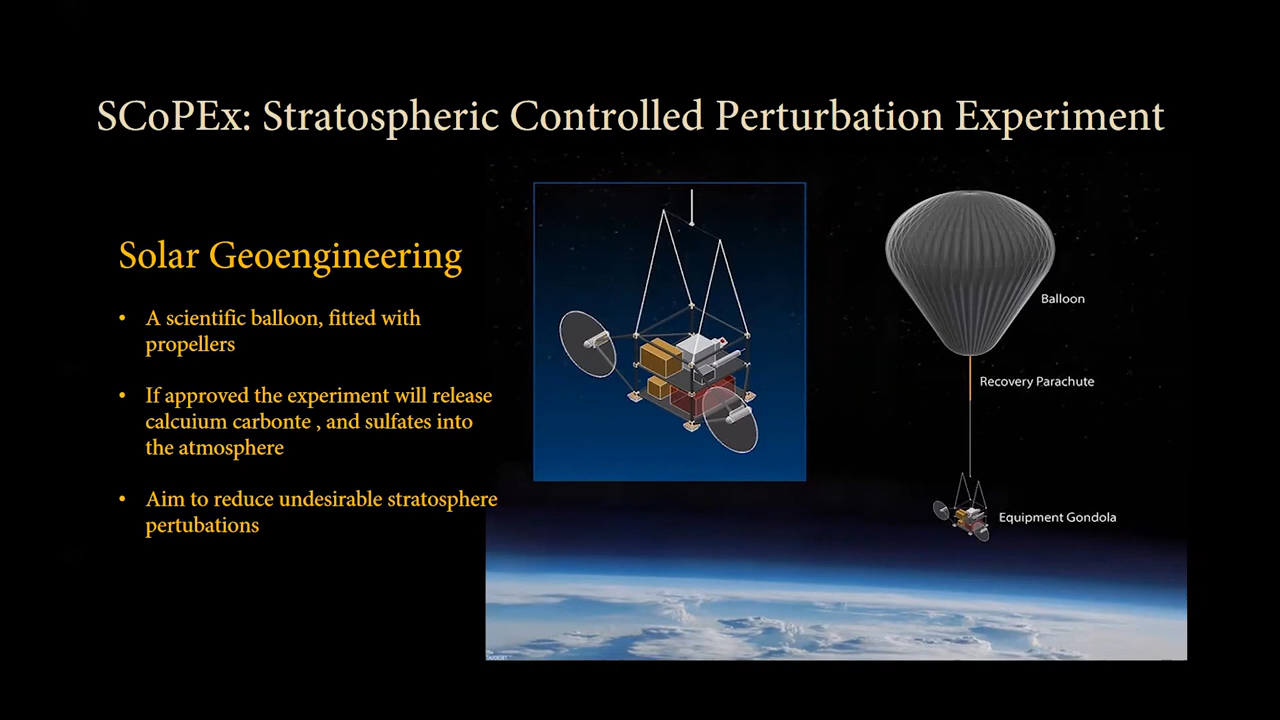 SCoPEx: Stratospheric Controlled Perturbation Experiment
Solar Geoengineering
• A scientific balloon, fitted with
propellers
• If approved the experiment will release
calcuium carbonte , and sulfates into
the atmosphere
• Aim to reduce undesirable stratosphere
pertubations
Balloon
Recovery Parachute
Equipment Gondola